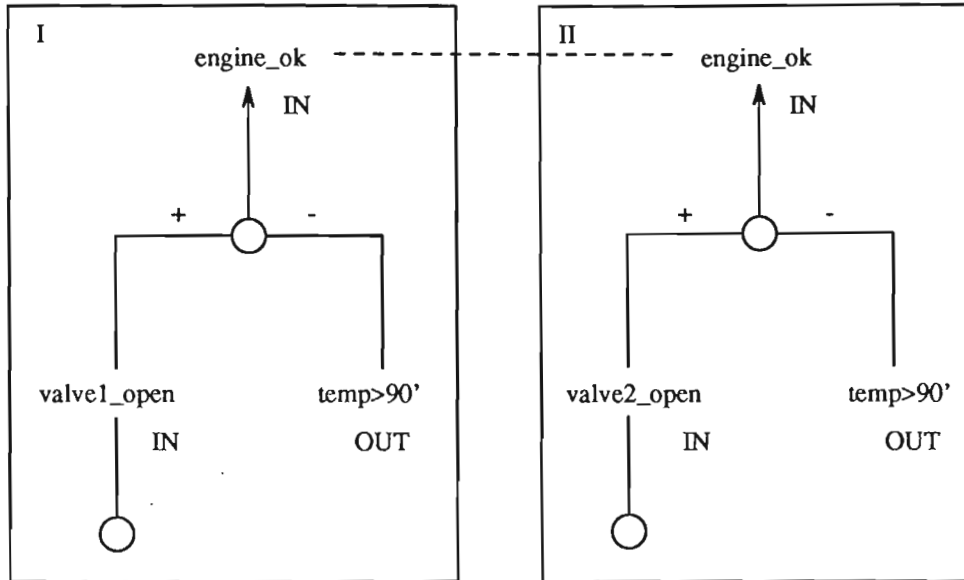 I
engine_ok
IN
+ -
valve1_open temp>90'
IN OUT
II
engine_ok
IN
+ -
valve2_open temp>90'
IN OUT